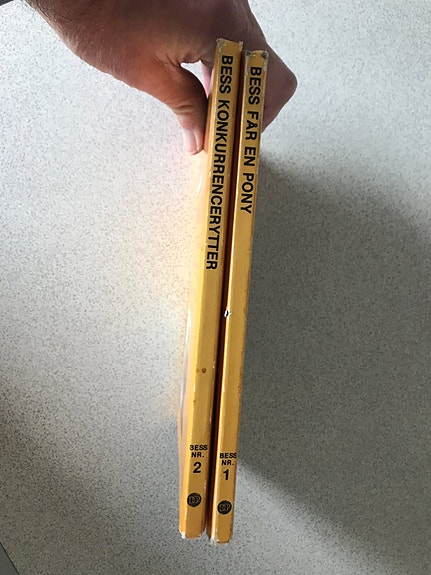 BESS KONKURRENCERYTTER
BESS
NR.
2
BESS FÅR EN PONY
BESS
NR.
1